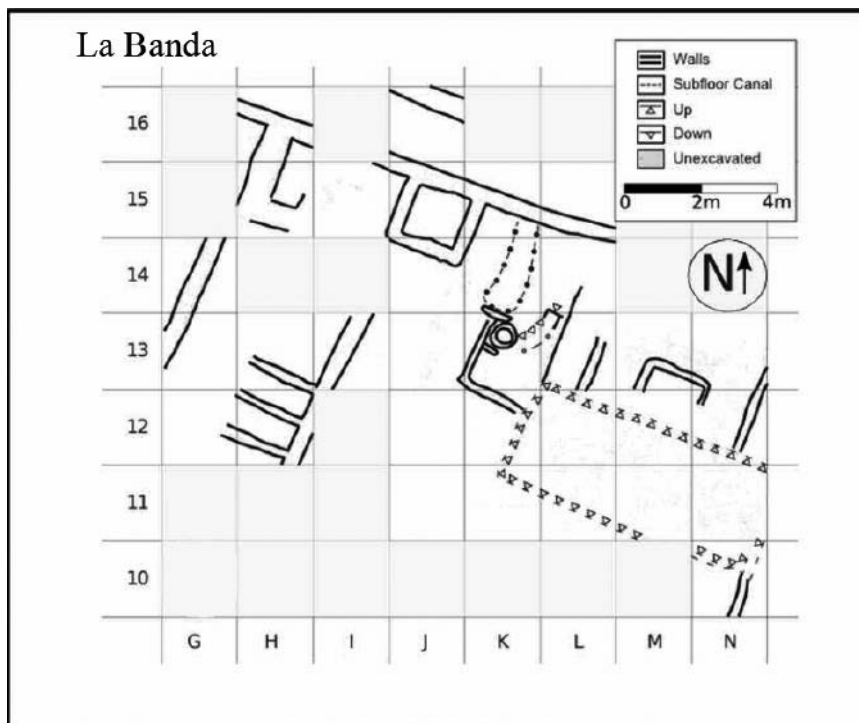 La Banda
Walls
Subfloor Canal
Up
Down
Unexcavated
0 2m 4m
N
16
15
14
13
12
11
10
G H I J K L M N